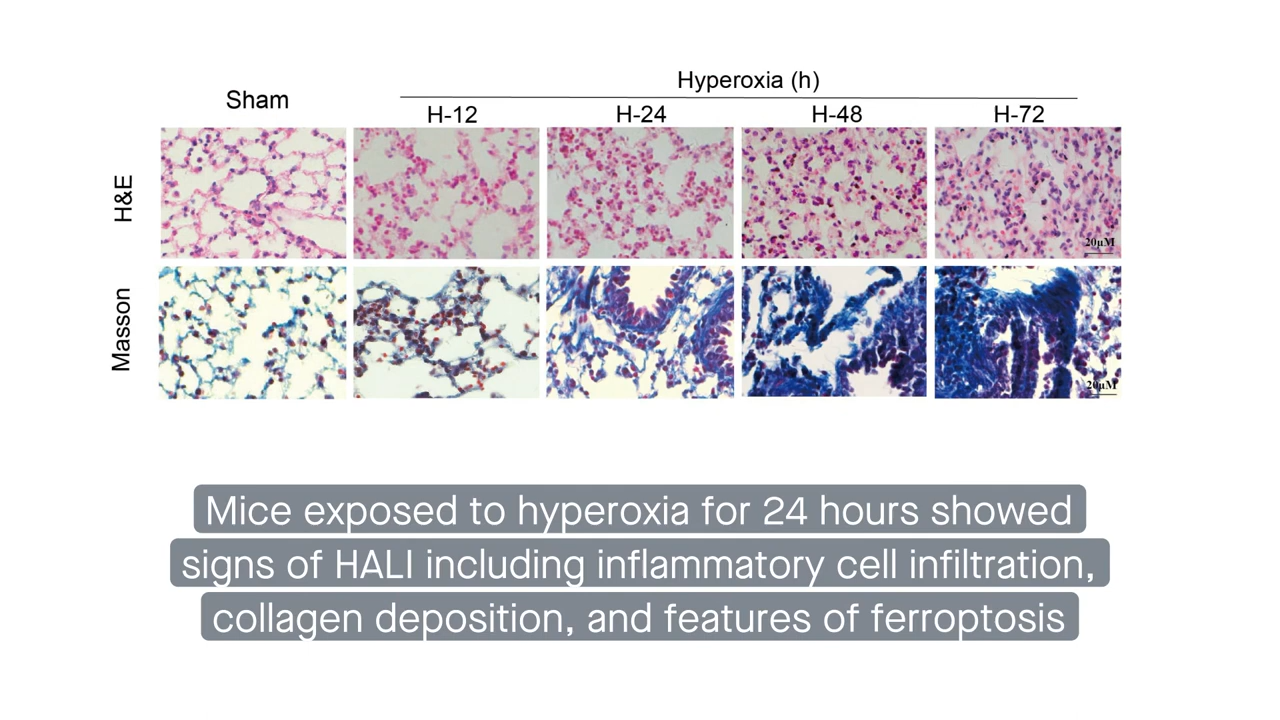 Hyperoxia (h)
Sham
H-12
H-24
H-48
H-72
H&E
20μM
Masson
20μM
Mice exposed to hyperoxia for 24 hours showed
signs of HALI including inflammatory cell infiltration,
collagen deposition, and features of ferroptosis